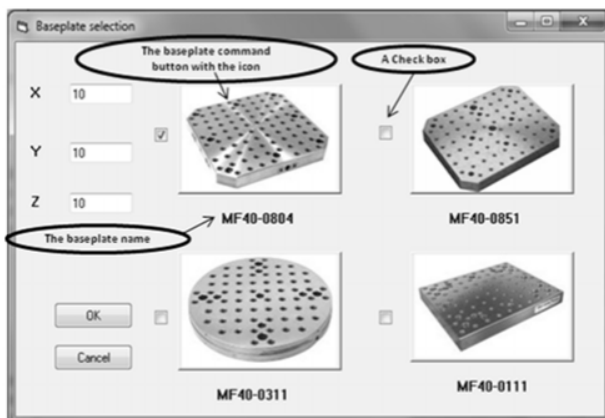 Baseplate selection
The baseplate command
button with the icon
A Check box
X 10
Y 10
Z 10
MF40-0804
MF40-0851
The baseplate name
OK
Cancel
MF40-0311
MF40-0111